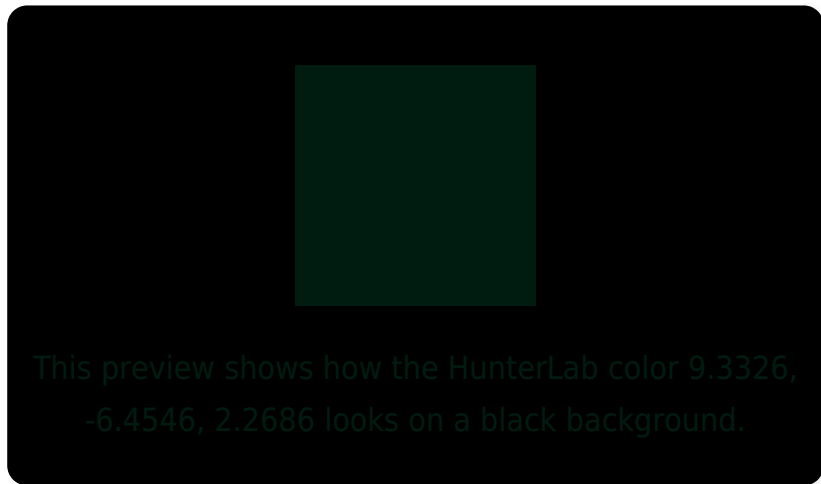 This preview shows how the HunterLab color 9.3326,
-6.4546, 2.2686 looks on a black background.